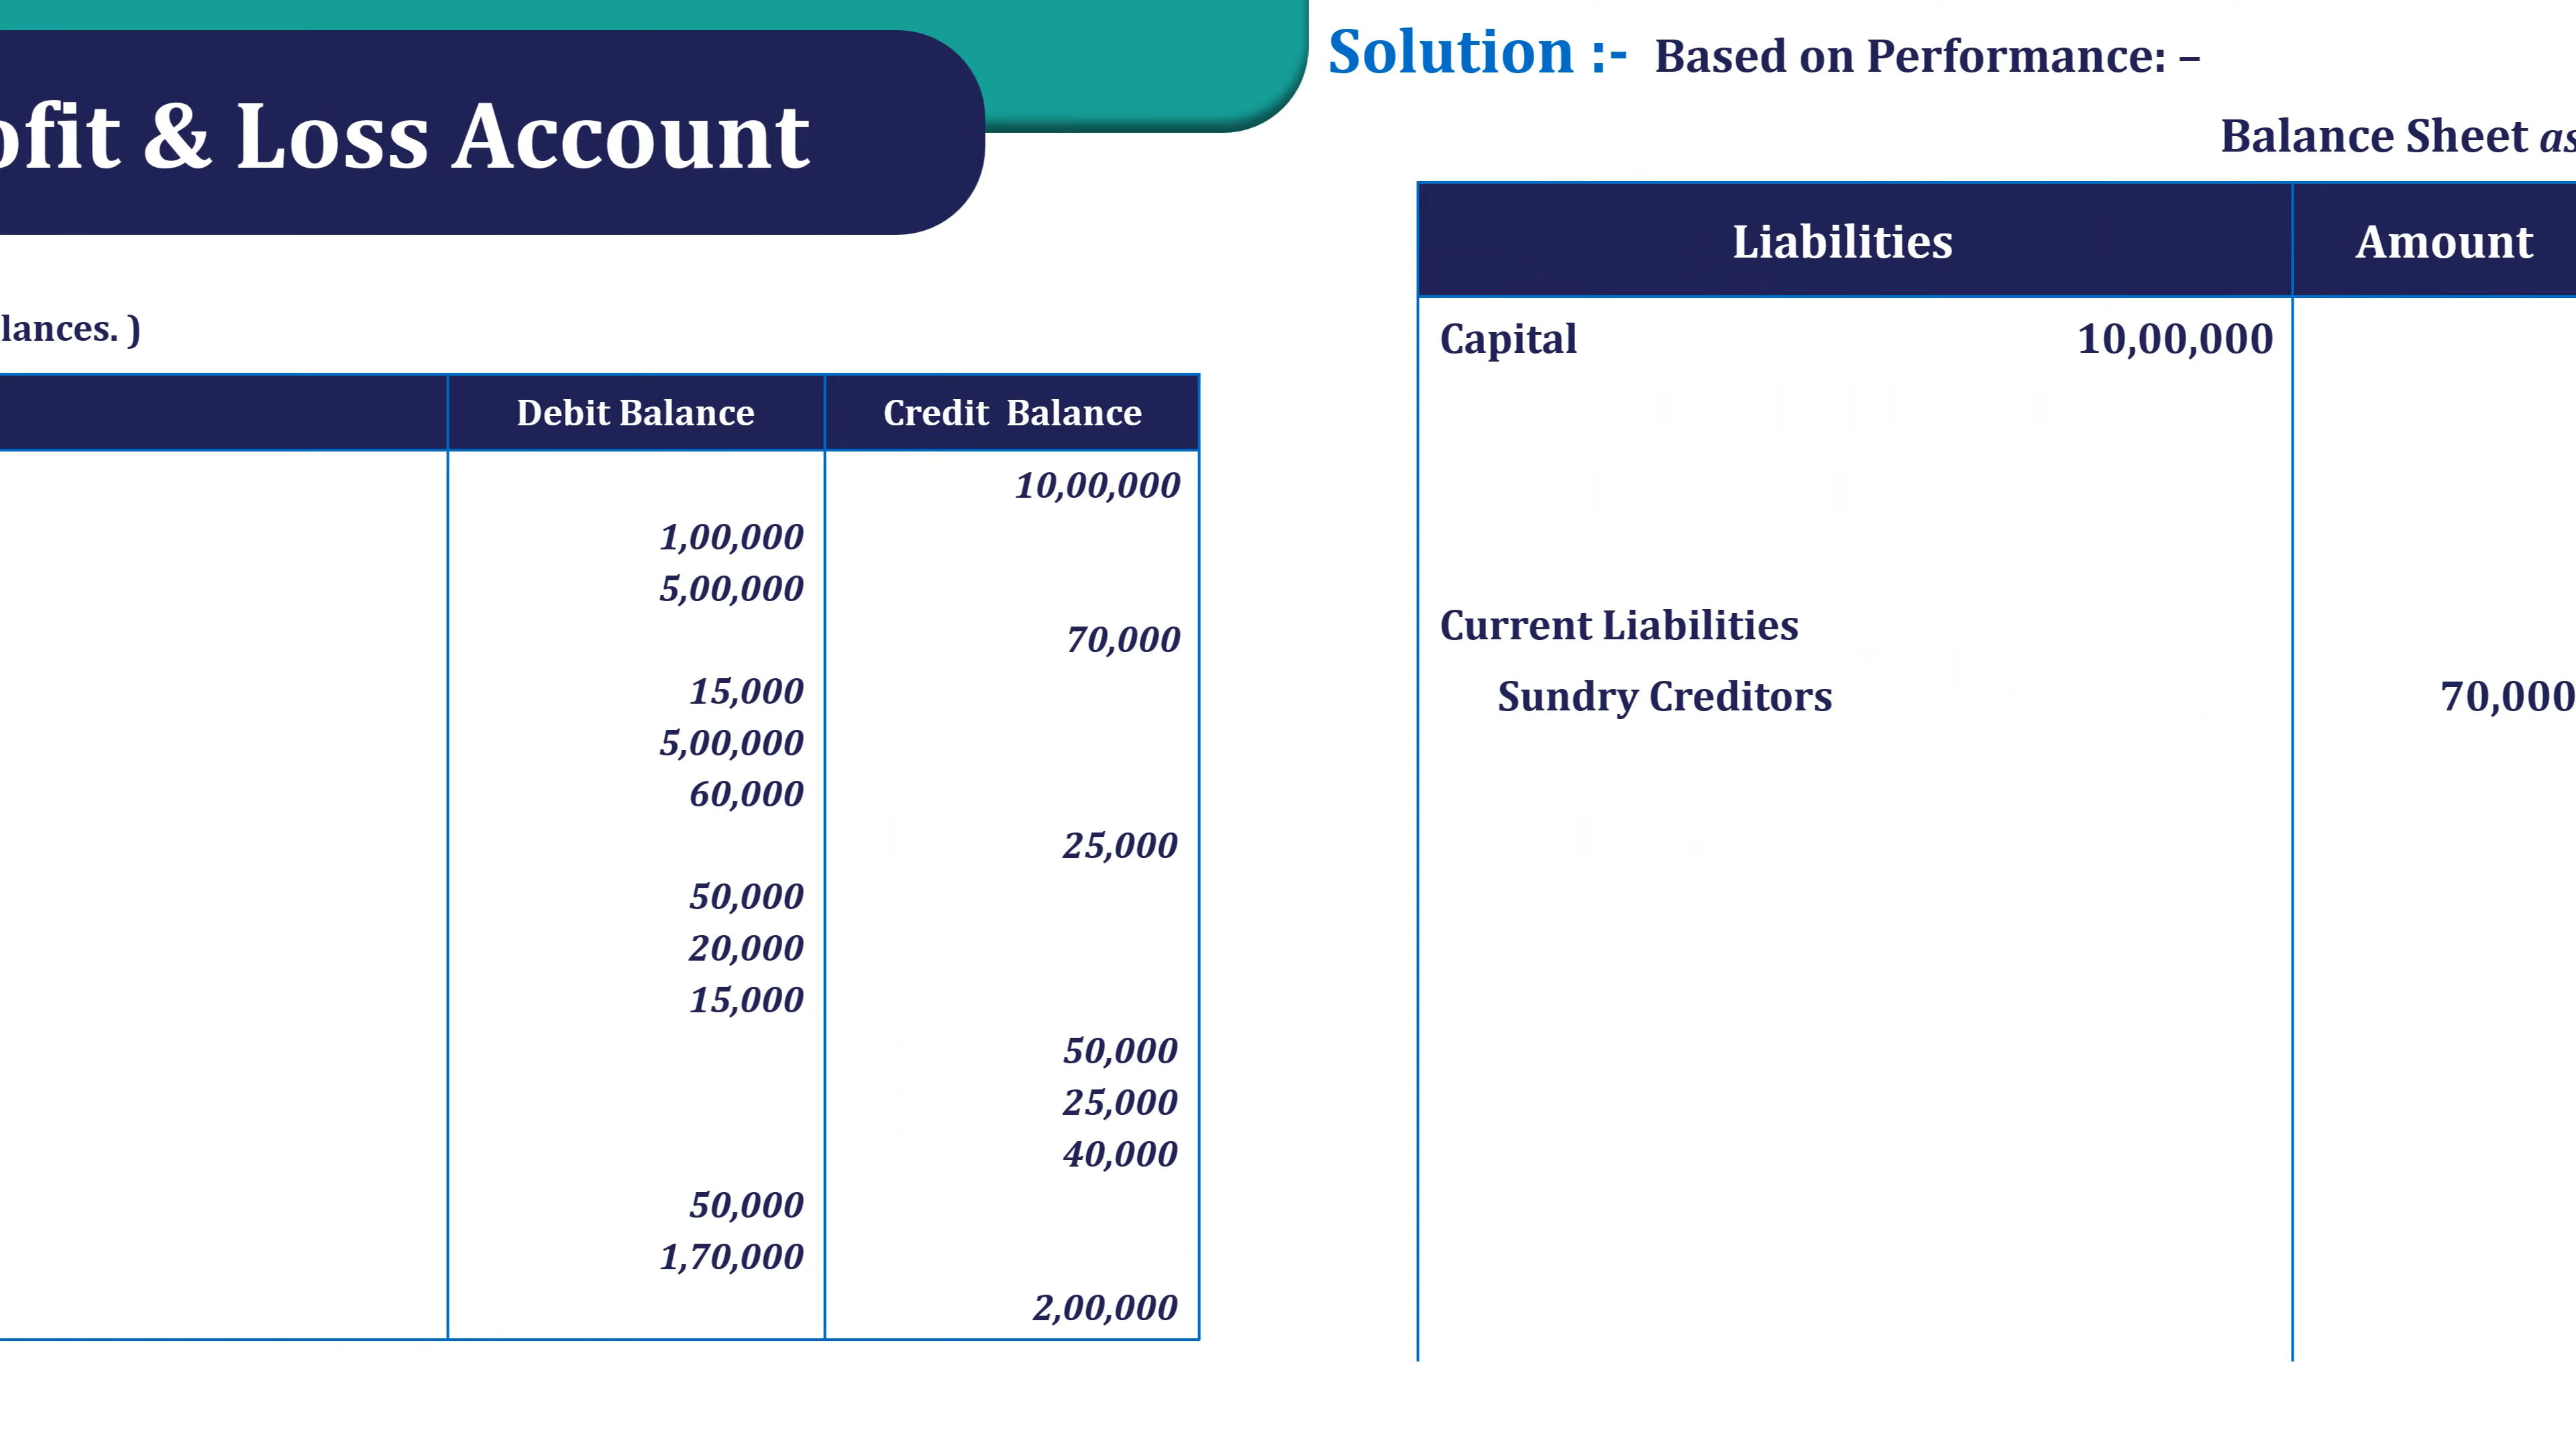 ofit & Loss Account
lances. )
Debit Balance Credit Balance
10,00,000
1,00,000
5,00,000
70,000
15,000
5,00,000
60,000
25,000
50,000
20,000
15,000
50,000
25,000
40,000
50,000
1,70,000
2,00,000
Solution :- Based on Performance: –
Balance Sheet as
Liabilities Amount
Capital 10,00,000
Current Liabilities
Sundry Creditors 70,000